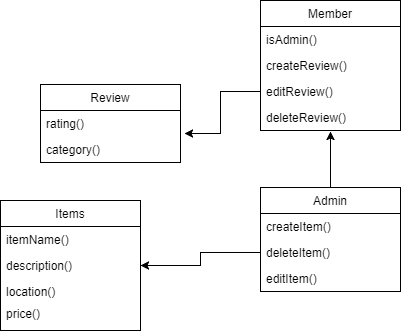 Member
isAdmin()
createReview()
editReview()
deleteReview()
Review
rating()
category()
Admin
createItem()
deleteItem()
editItem()
Items
itemName()
description()
location()
price()